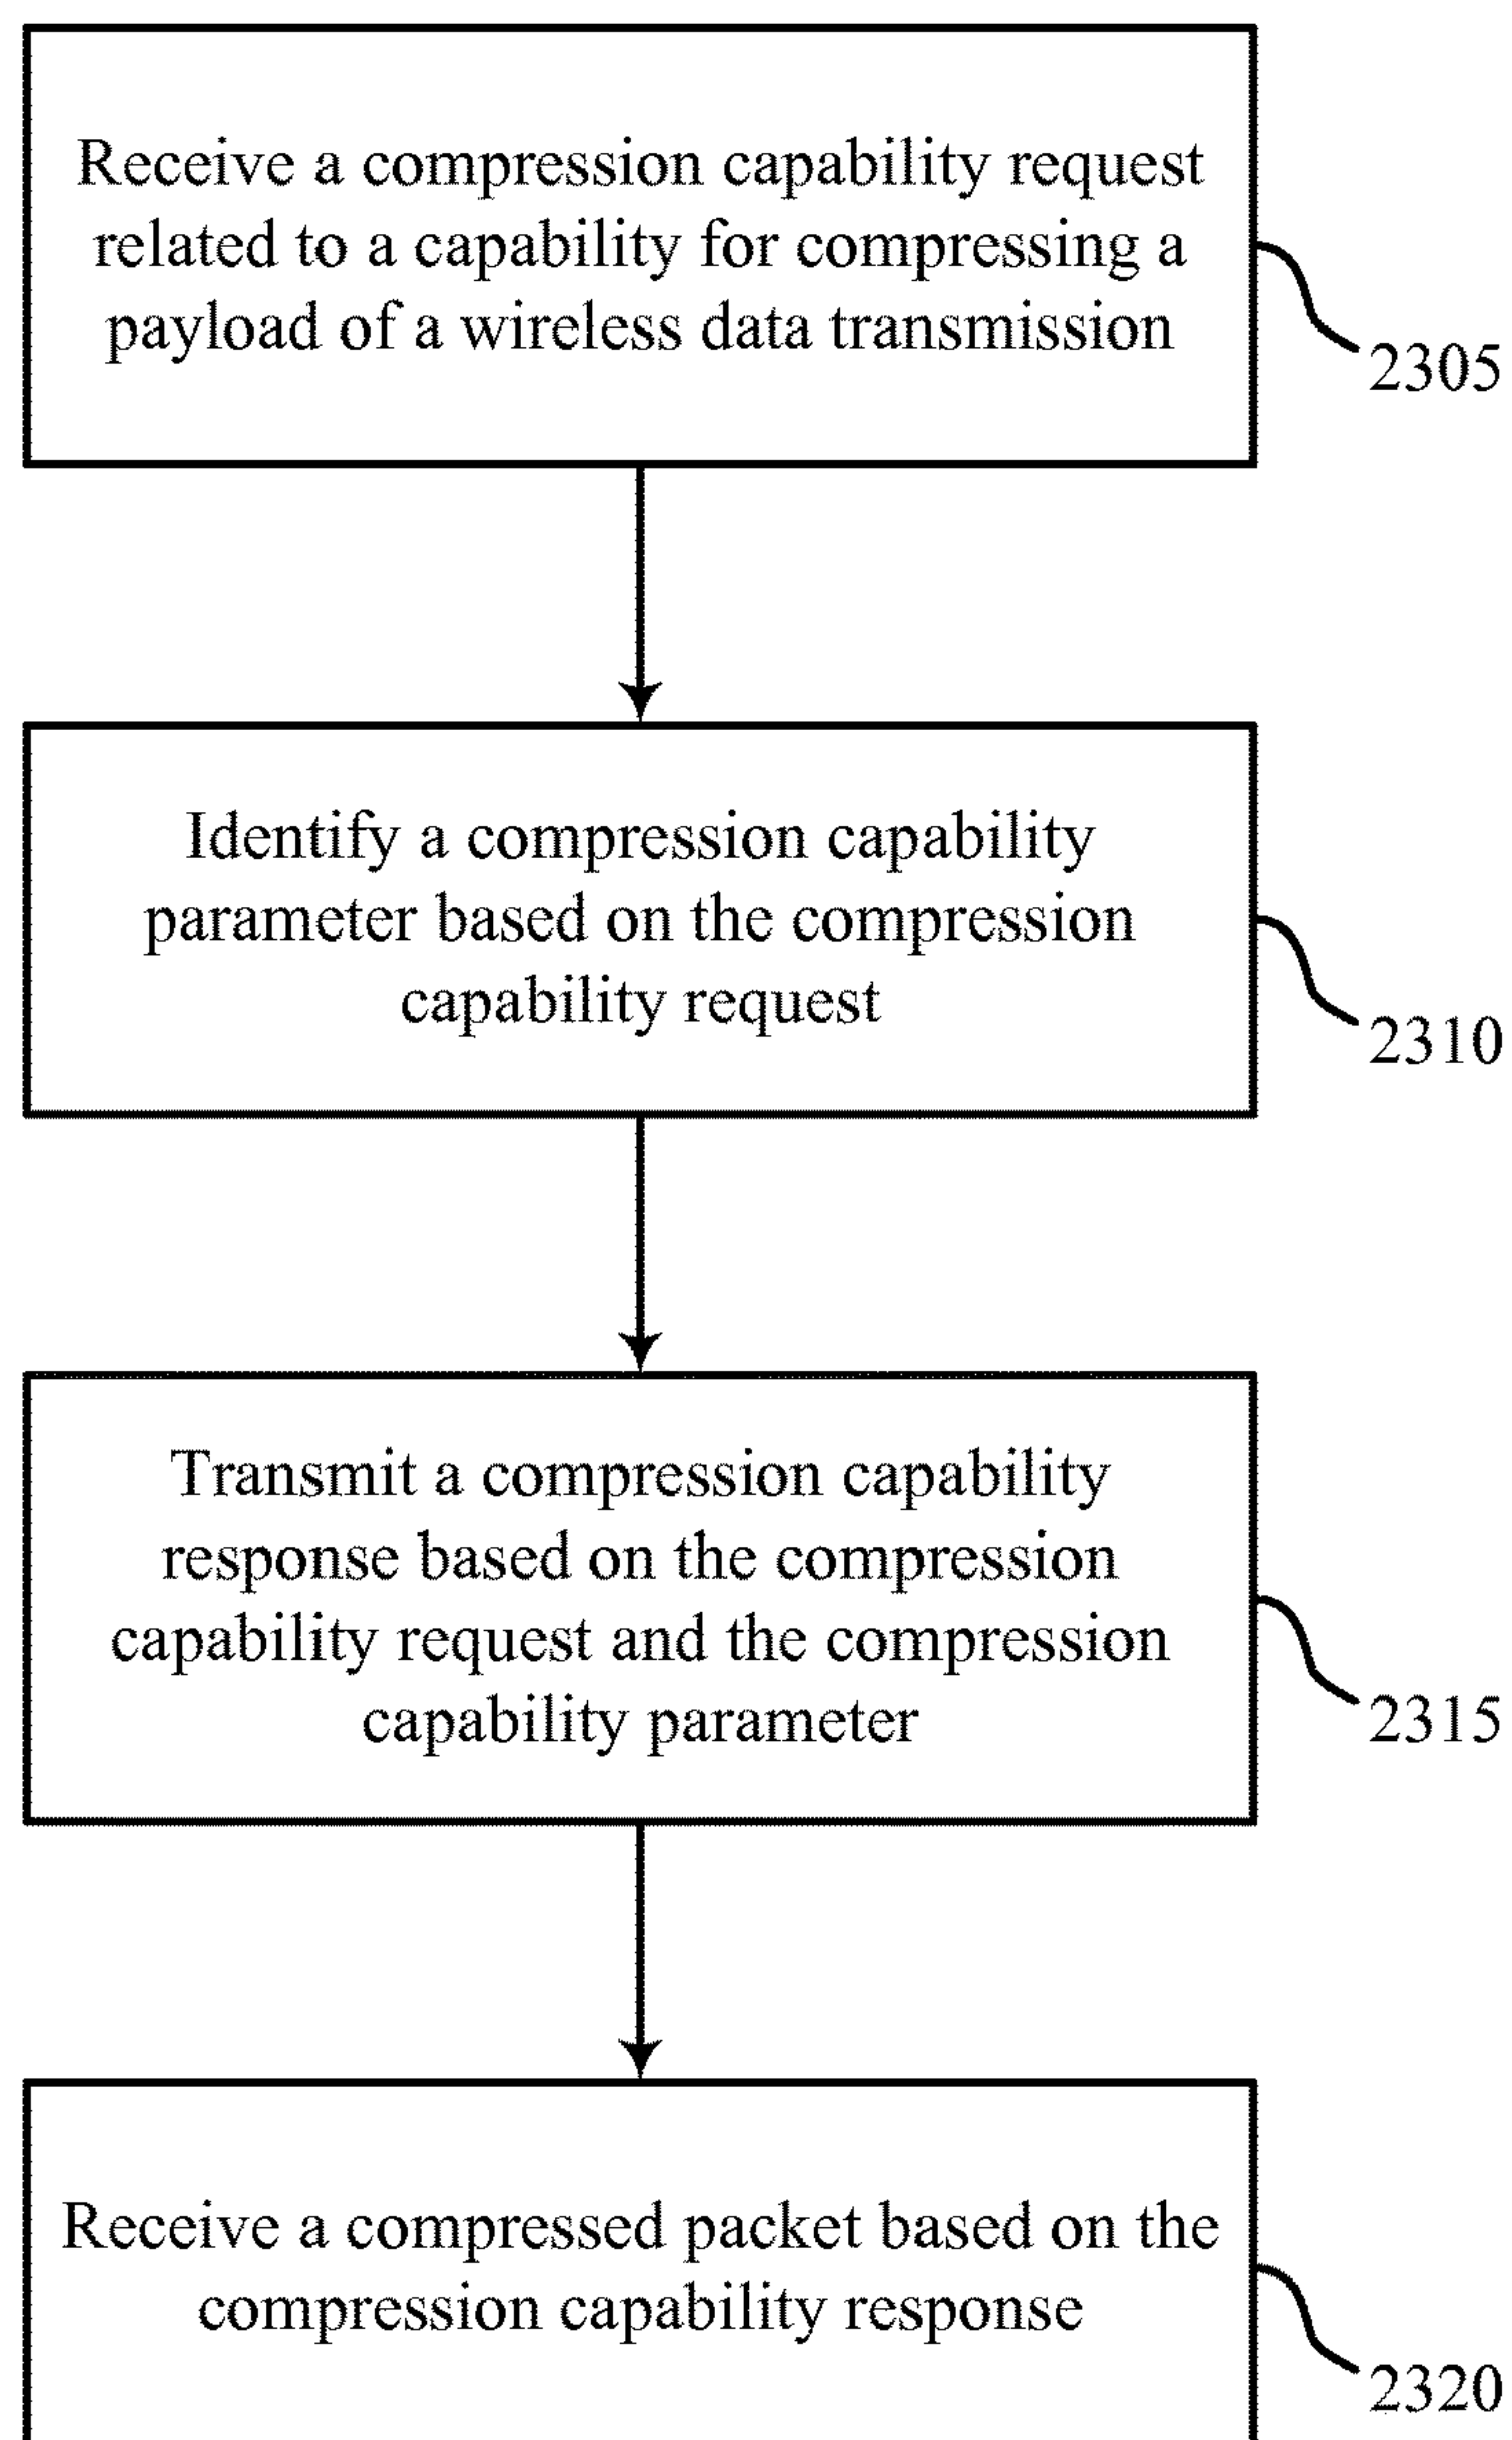 Receive a compression capability request
related to a capability for compressing a
payload of a wireless data transmission
2305
Identify a compression capability
parameter based on the compression
capability request
2310
Transmit a compression capability
response based on the compression
capability request and the compression
capability parameter
2315
Receive a compressed packet based on the
compression capability response
2320